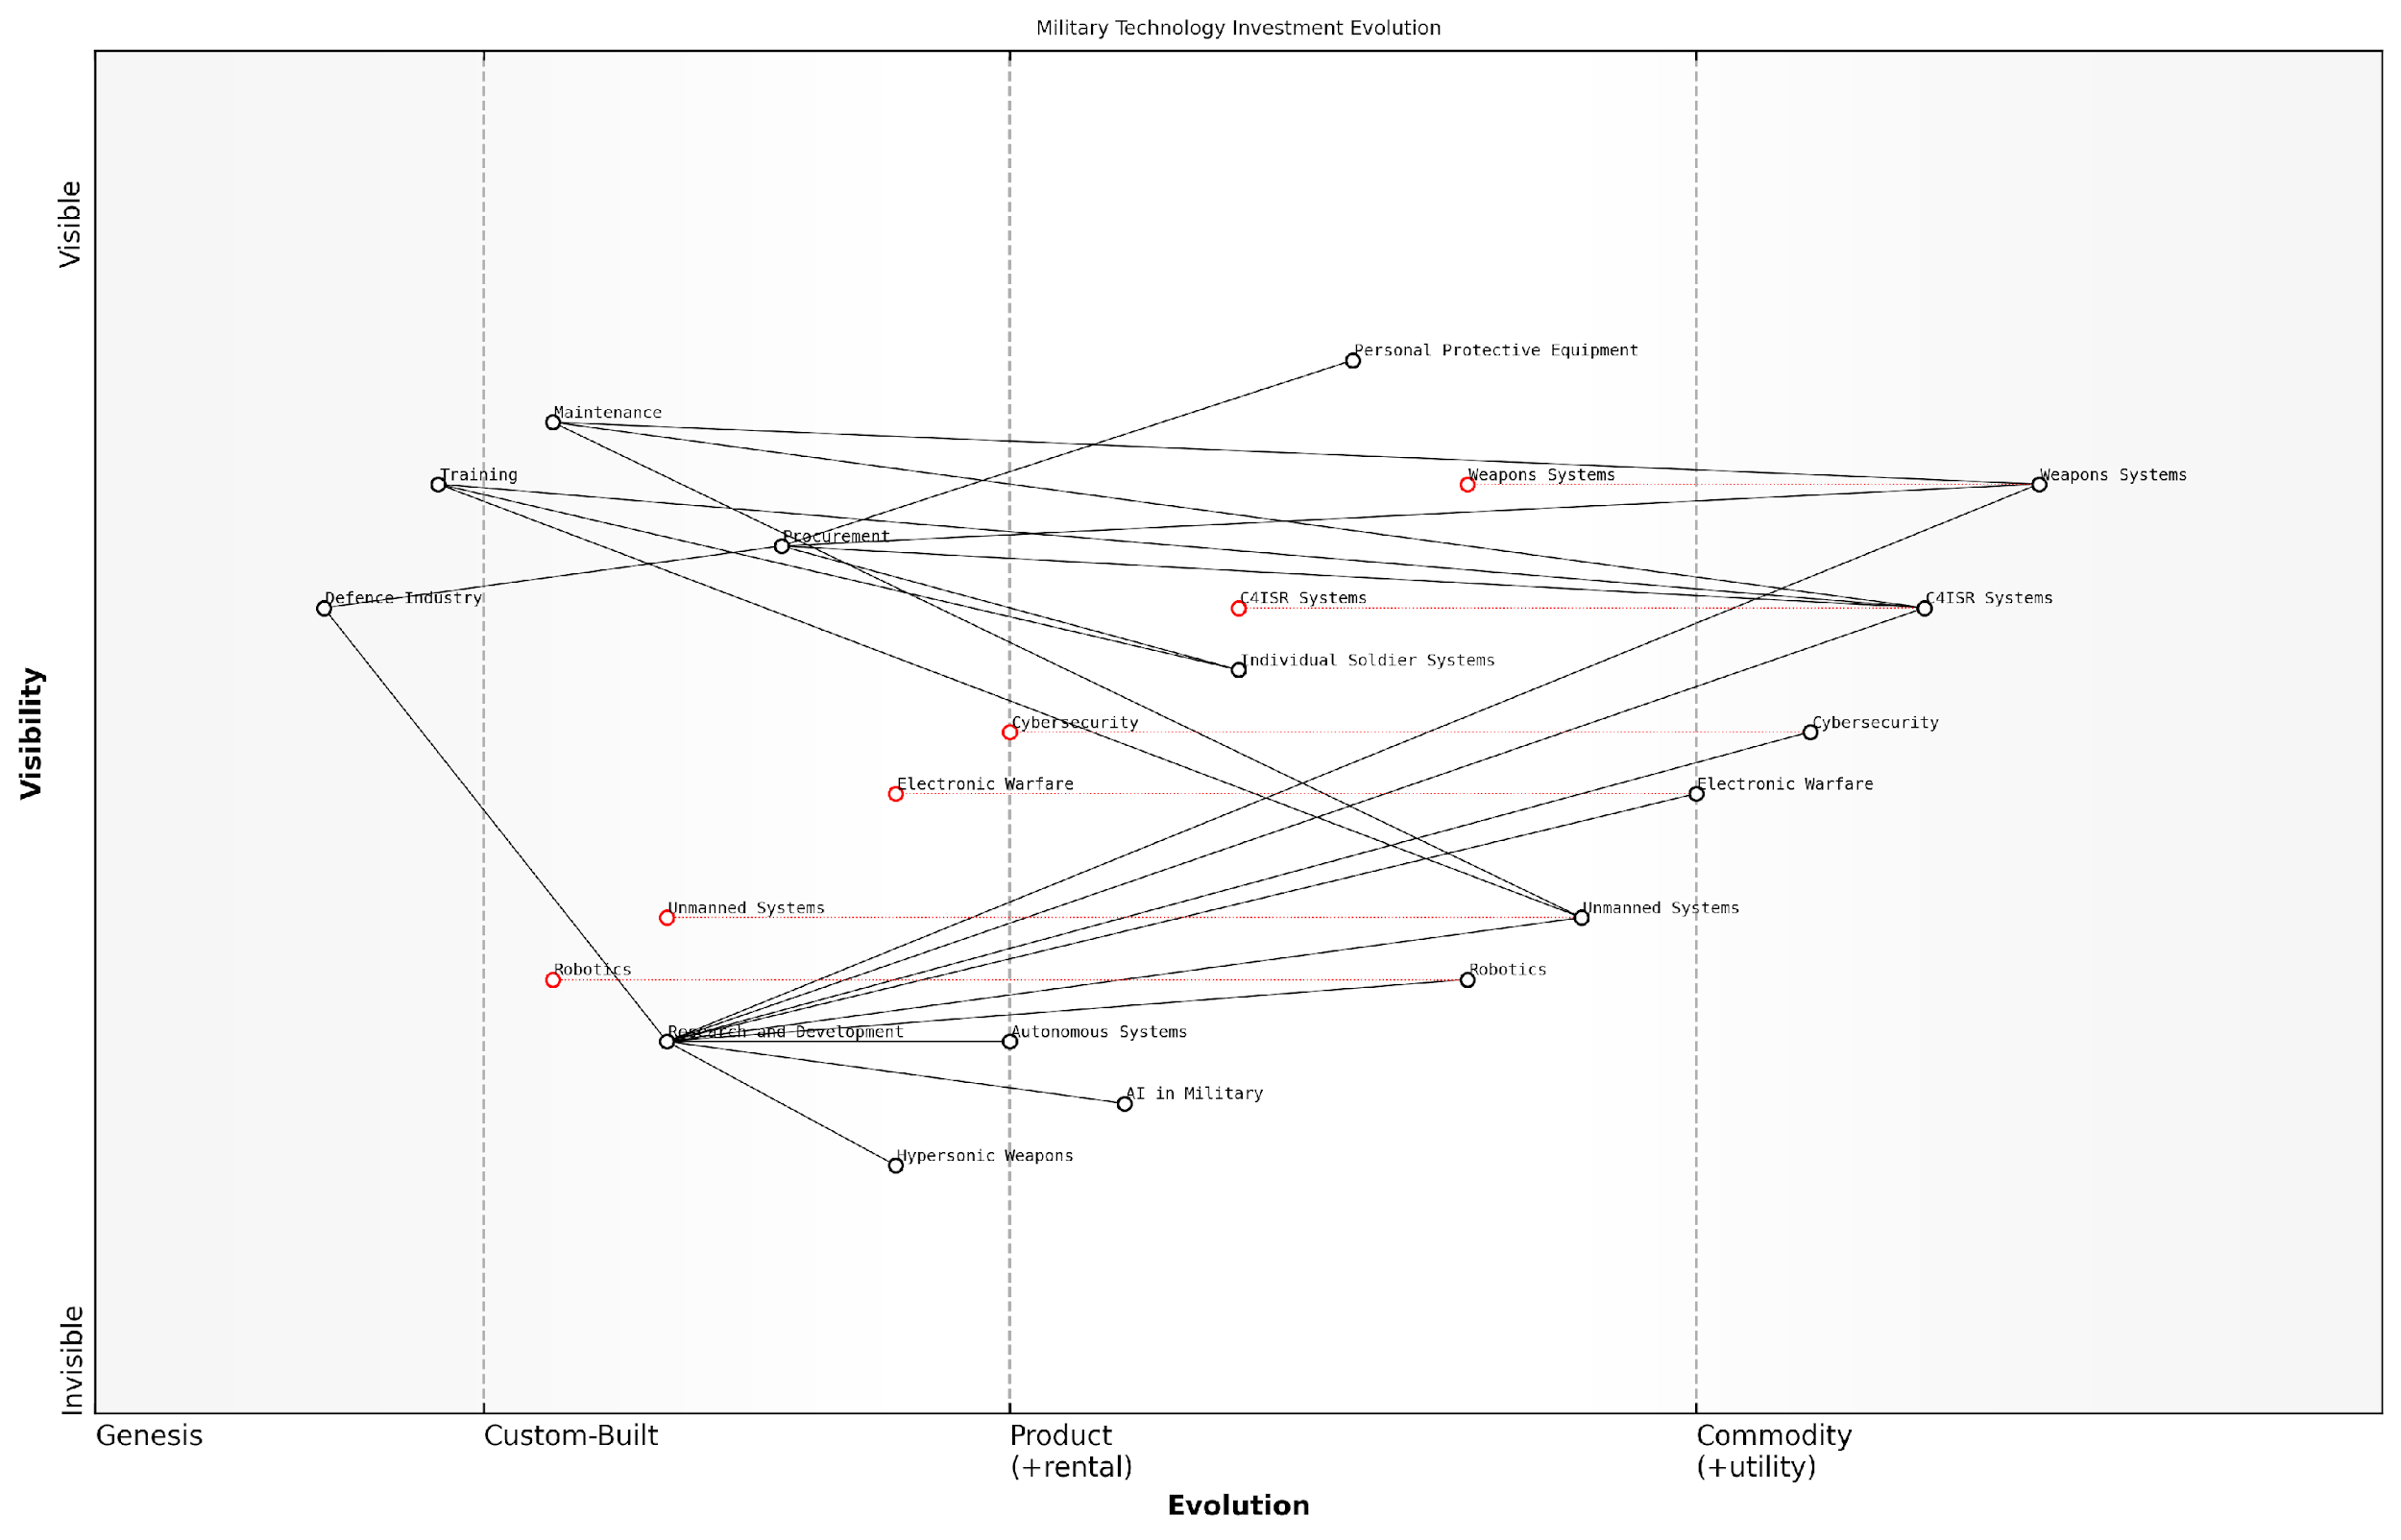 Military Technology Investment Evolution
Visible
Personal Protective Equipment
Maintenance
Training
Weapons Systems
Weapons Systems
Procurement
Defence Industry
C4ISR Systems
C4ISR Systems
Individual Soldier Systems
Cybersecurity
Cybersecurity
Electronic Warfare
Electronic Warfare
Visibility
Unmanned Systems
Unmanned Systems
Robotics
Robotics
Research and Development
Autonomous Systems
AI in Military
Hypersonic Weapons
Invisible
Genesis
Custom-Built
Product
(+rental)
Commodity
(+utility)
Evolution